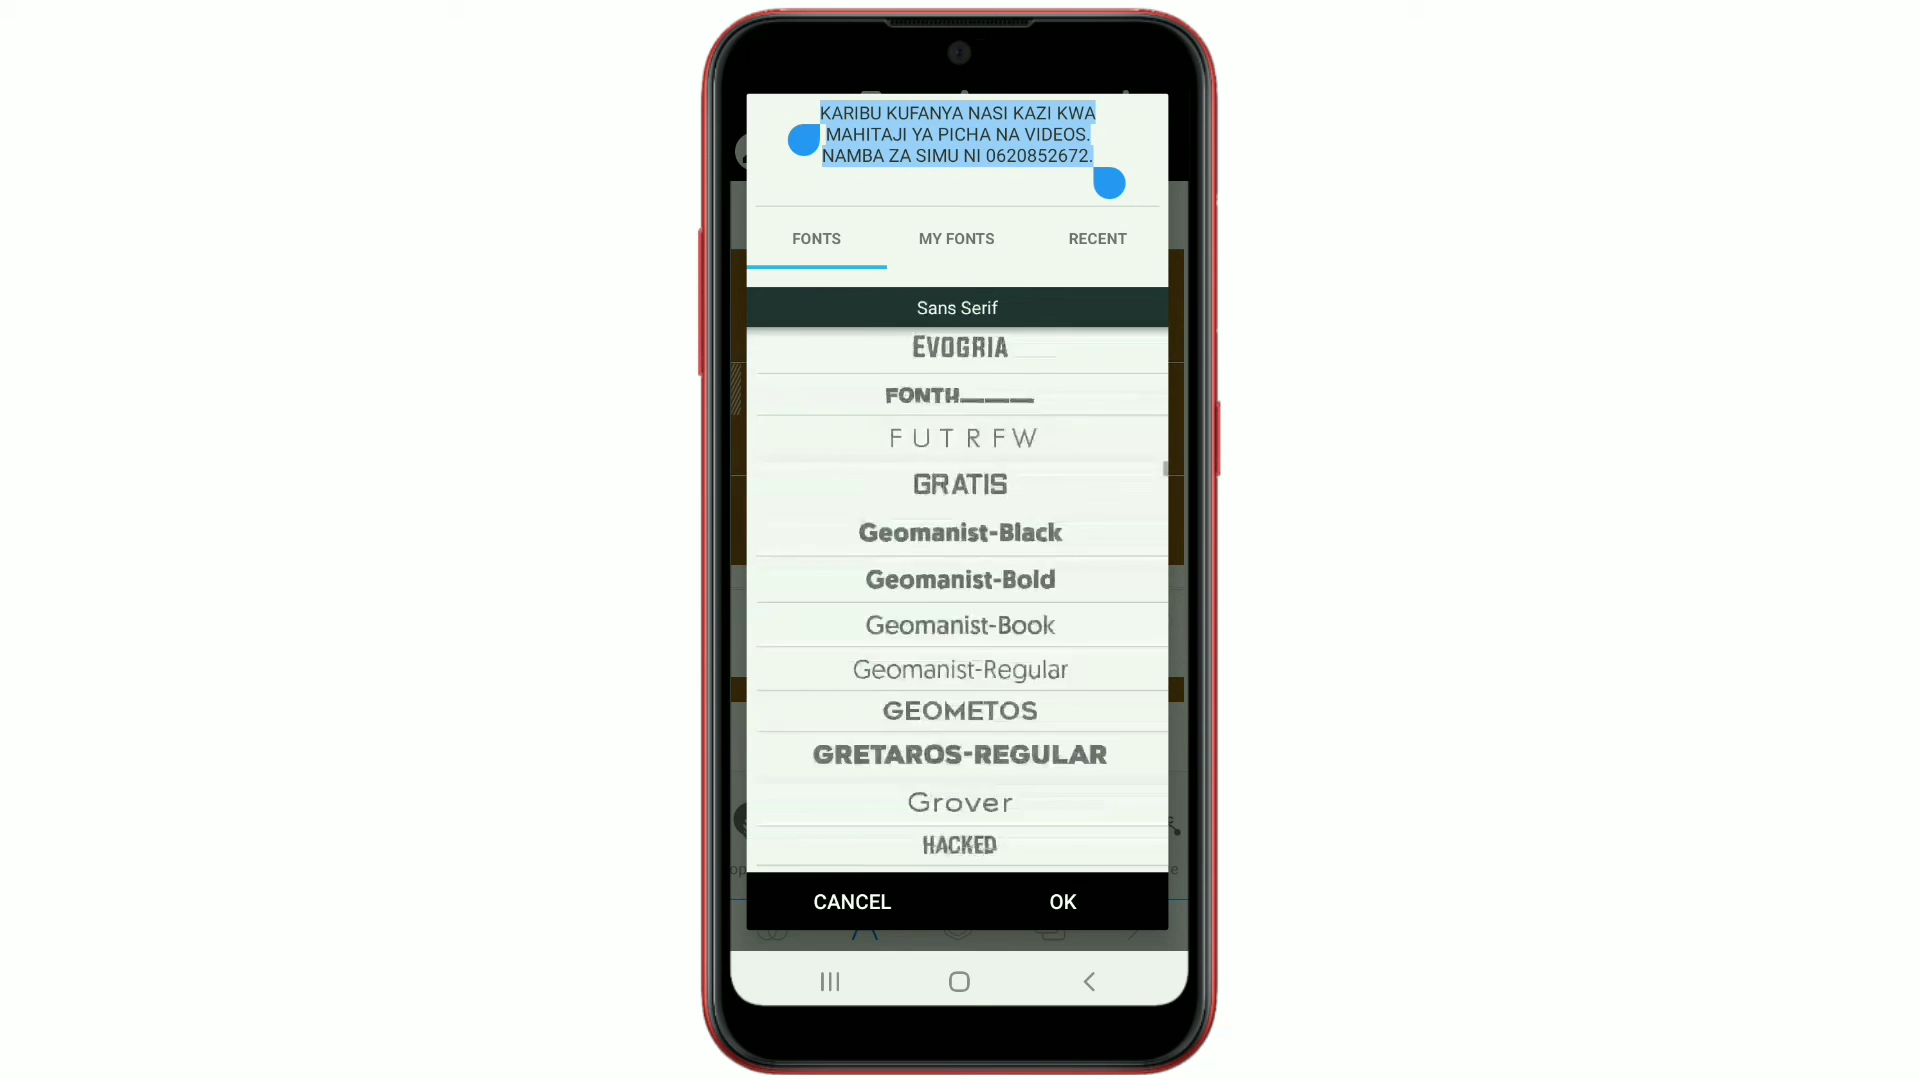 KARIBU KUFANYA NASI KAZI KWA
MAHITAJI YA PICHA NA VIDEOS.
NAMBA ZA SIMU NI 0620852672.
FONTS
MY FONTS
RECENT
Sans Serif
EVOGRIA
FONTH____
FUTRFW
GRATIS
Geomanist-Black
Geomanist-Bold
Geomanist-Book
Geomanist-Regular
GEOMETOS
GRETAROS-REGULAR
Grover
HACKED
CANCEL
OK